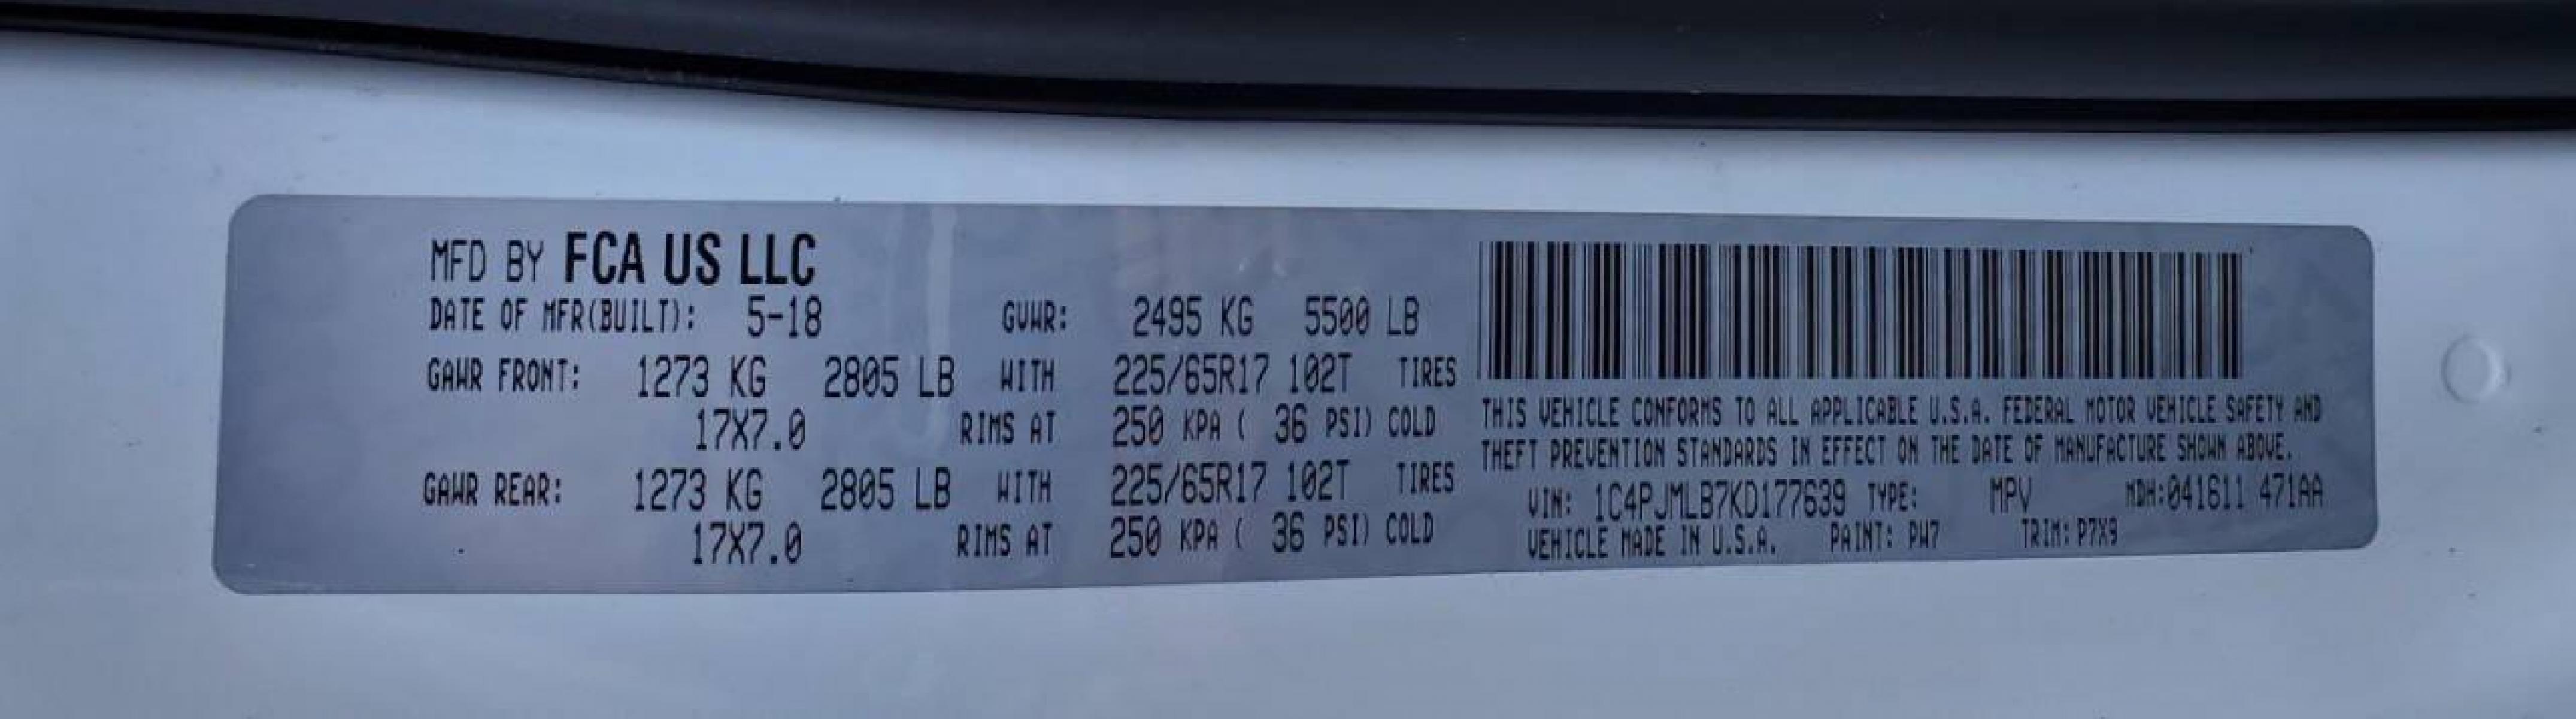 MFD BY FCA US LLC
DATE OF MFR(BUILT): 5-18 GVWR: 2495 KG 5500 LB
GAWR FRONT: 1273 KG 2805 LB WITH 225/65R17 102T TIRES
17X7.0 RIMS AT 250 KPA ( 36 PSI) COLD
GAWR REAR: 1273 KG 2805 LB WITH 225/65R17 102T TIRES
17X7.0 RIMS AT 250 KPA ( 36 PSI) COLD
THIS VEHICLE CONFORMS TO ALL APPLICABLE U.S.A. FEDERAL MOTOR VEHICLE SAFETY AND
THEFT PREVENTION STANDARDS IN EFFECT ON THE DATE OF MANUFACTURE SHOWN ABOVE.
VIN: 1C4PJMLB7KD177639 TYPE: MPV MDH:041611 471AA
VEHICLE MADE IN U.S.A. PAINT: PW7 TRIM: P7X9